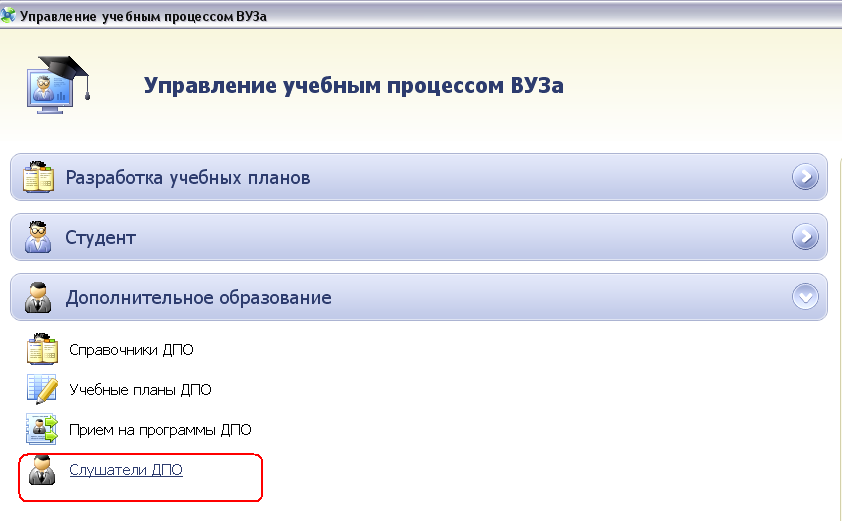 Управление учебным процессом ВУЗа
Управление учебным процессом ВУЗа
Разработка учебных планов
Студент
Дополнительное образование
Справочники ДПО
Учебные планы ДПО
Прием на программы ДПО
Слушатели ДПО